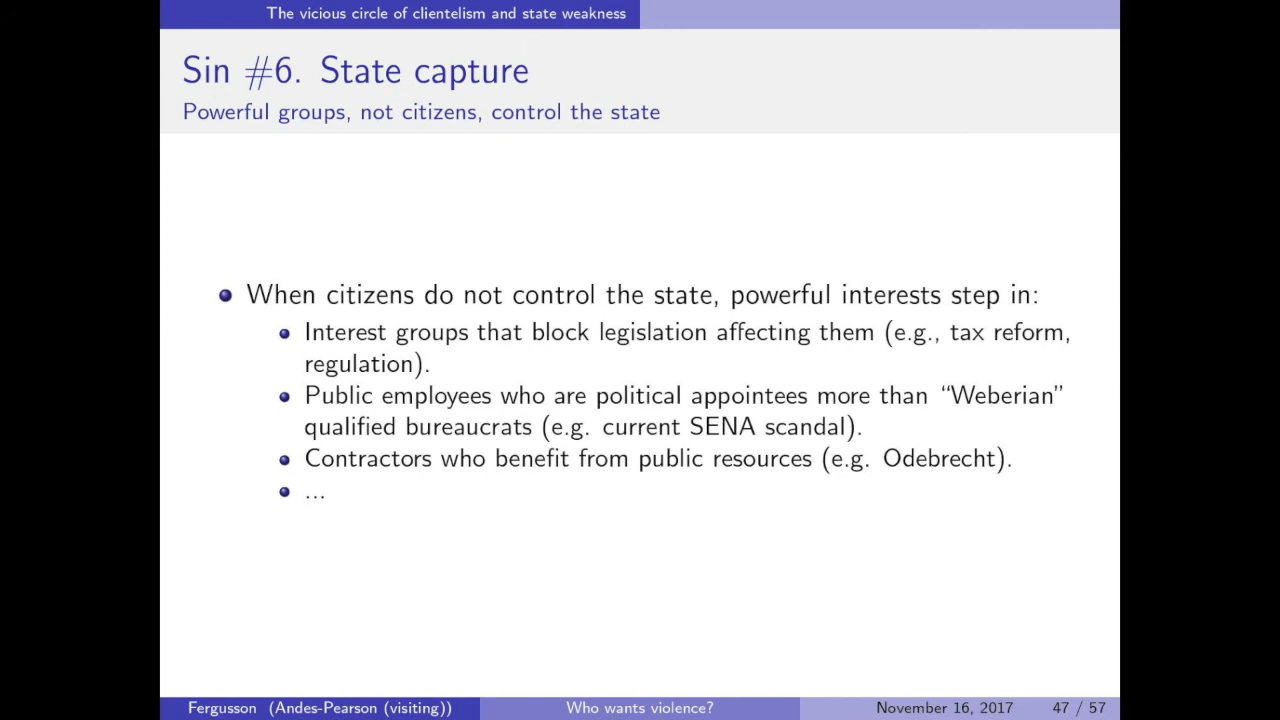 The vicious circle of clientelism and state weakness
Sin #6. State capture
Powerful groups, not citizens, control the state
When citizens do not control the state, powerful interests step in:
Interest groups that block legislation affecting them (e.g., tax reform,
regulation).
Public employees who are political appointees more than “Weberian”
qualified bureaucrats (e.g. current SENA scandal).
Contractors who benefit from public resources (e.g. Odebrecht).
...
Fergusson (Andes-Pearson (visiting)) Who wants violence? November 16, 2017 47 / 57